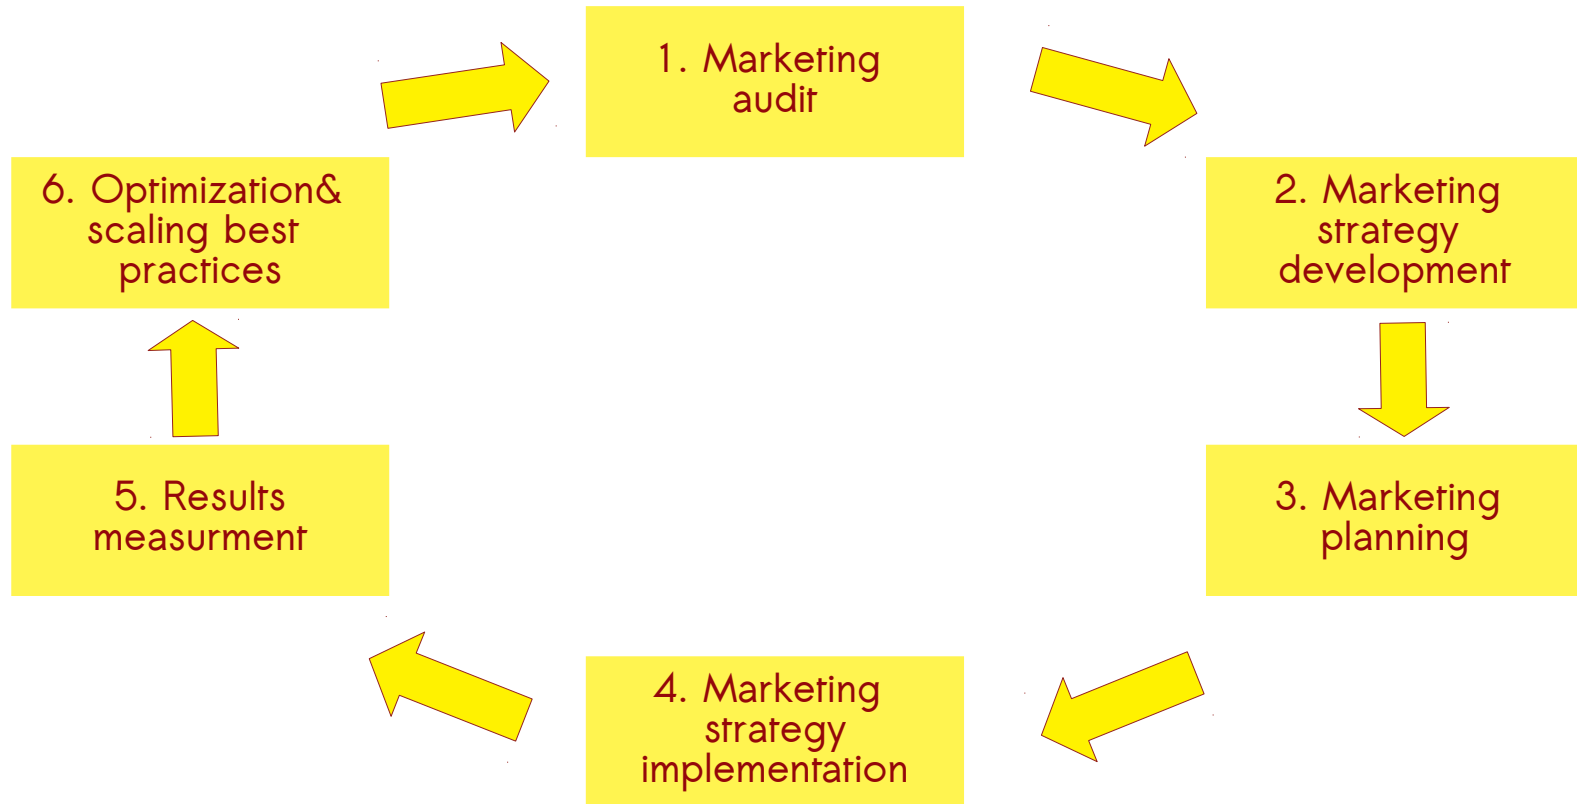 1. Marketing
audit
2. Marketing
strategy
development
3. Marketing
planning
4. Marketing
strategy
implementation
5. Results
measurment
6. Optimization&
scaling best
practices